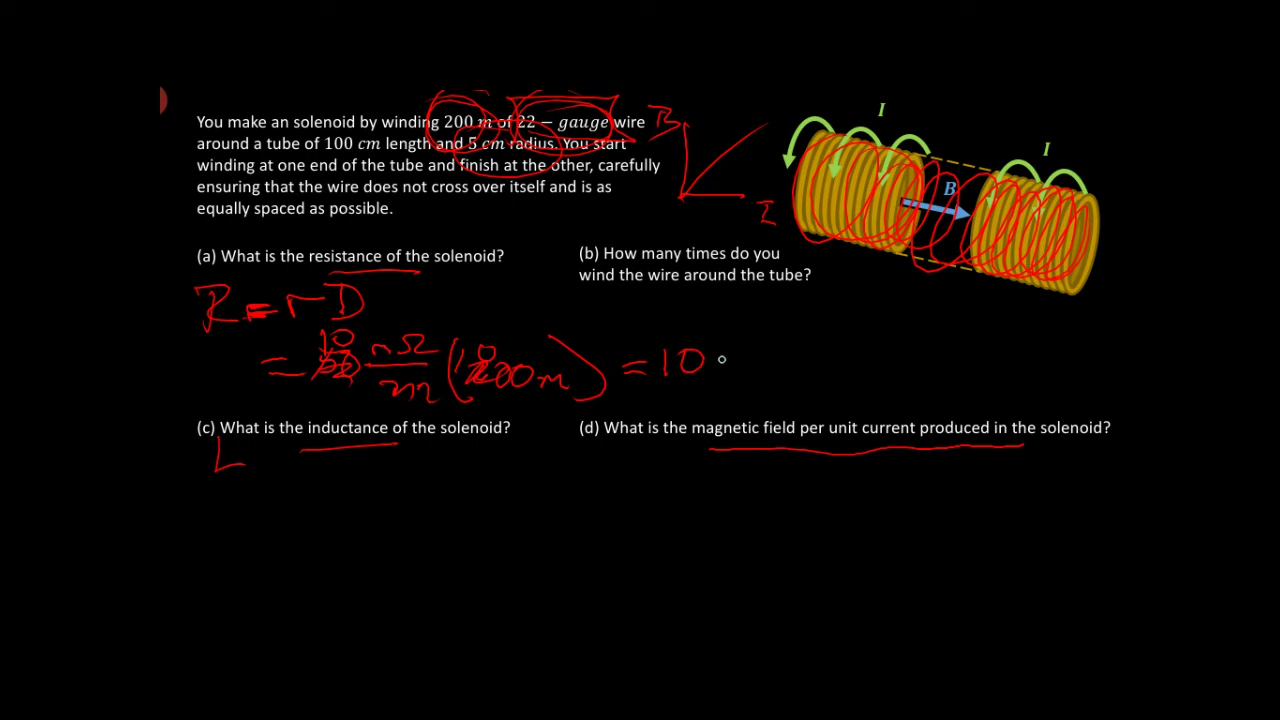 You make an solenoid by winding 200 m of 22 − gauge wire
around a tube of 100 cm length and 5 cm radius. You start
winding at one end of the tube and finish at the other, carefully
ensuring that the wire does not cross over itself and is as
equally spaced as possible.
B
I
I
I
B
(a) What is the resistance of the solenoid?
(b) How many times do you
wind the wire around the tube?
R = r D
= mΩ/m ( 200 m ) = 10
(c) What is the inductance of the solenoid?
L
(d) What is the magnetic field per unit current produced in the solenoid?